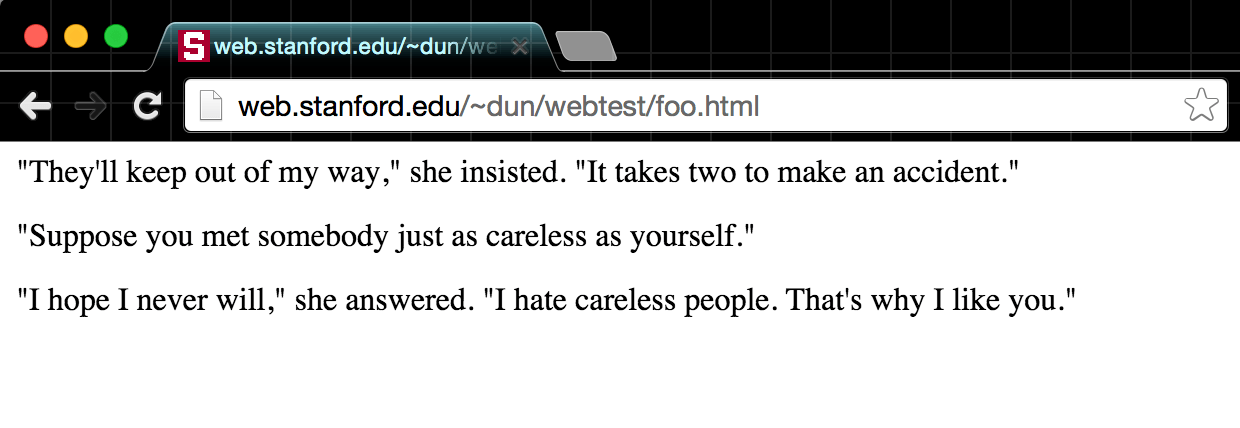 S web.stanford.edu/~dun/we
web.stanford.edu/~dun/webtest/foo.html
"They'll keep out of my way," she insisted. "It takes two to make an accident."
"Suppose you met somebody just as careless as yourself."
"I hope I never will," she answered. "I hate careless people. That's why I like you."